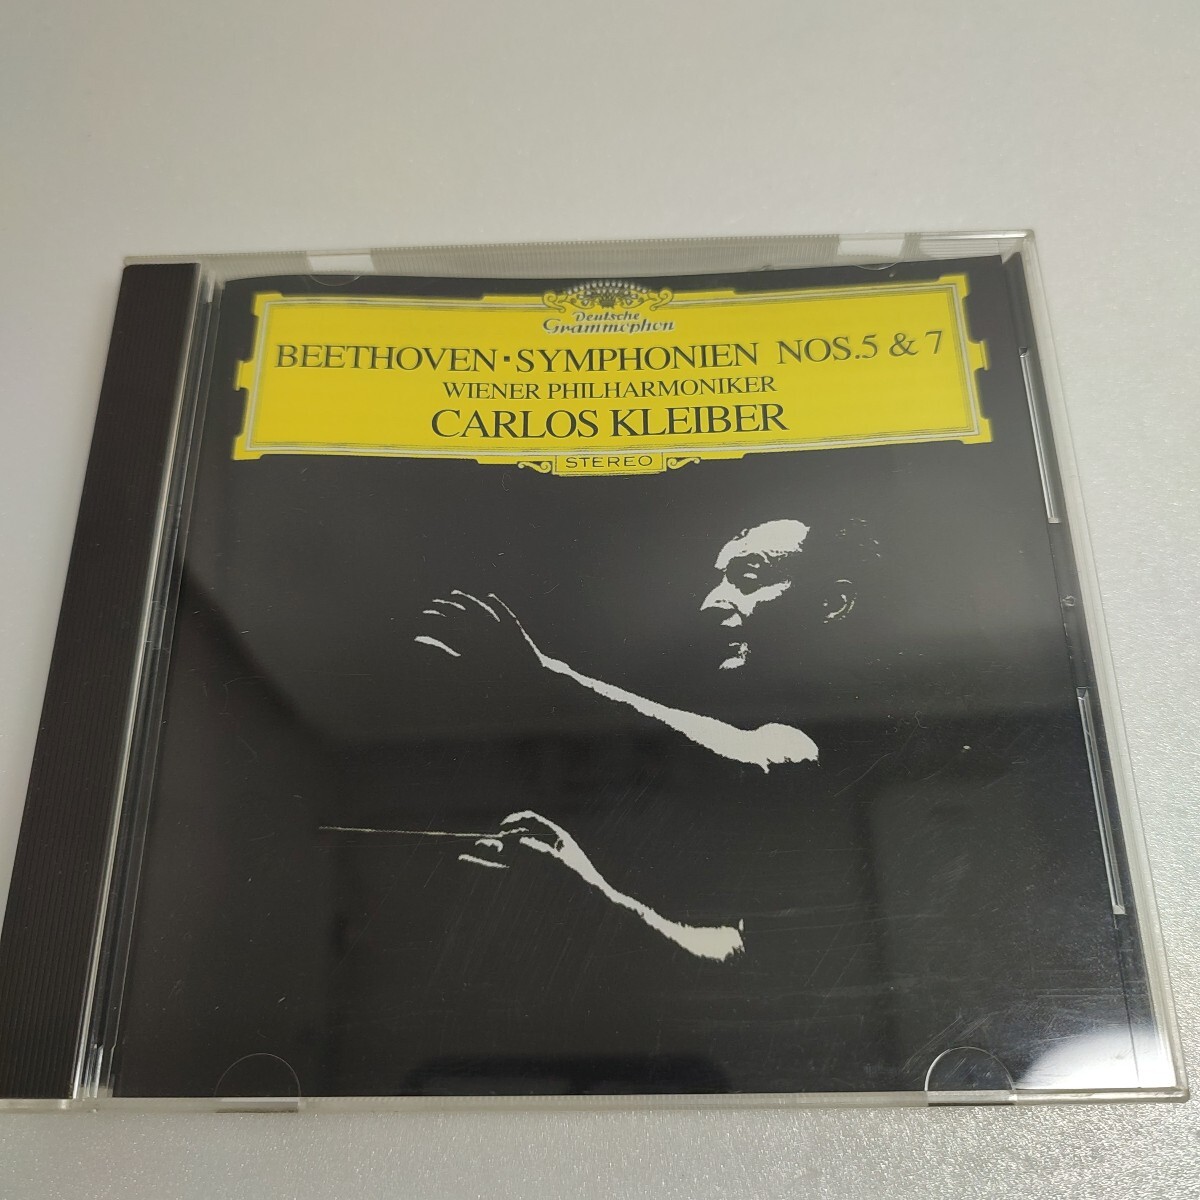 Deutsche
Grammophon
BEETHOVEN·SYMPHONIEN NOS.5 & 7
WIENER PHILHARMONIKER
CARLOS KLEIBER
STEREO